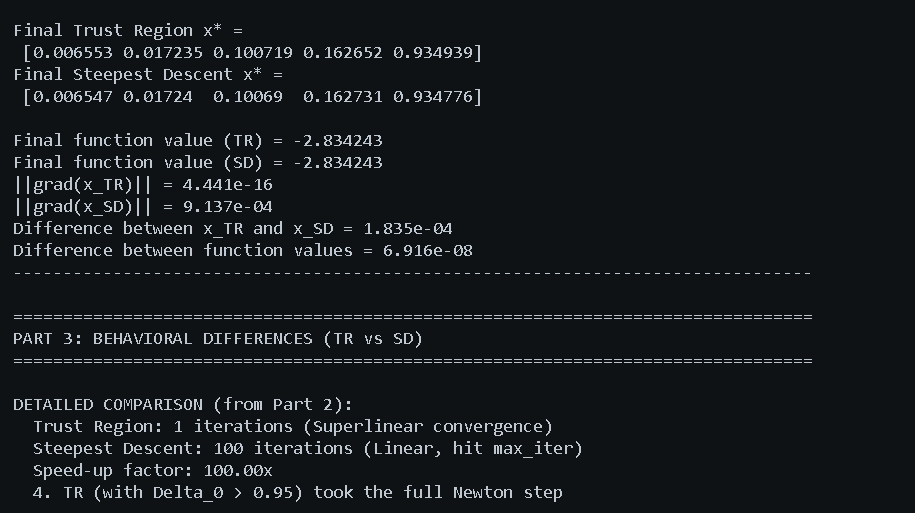 Final Trust Region x* =
[0.006553 0.017235 0.100719 0.162652 0.934939]
Final Steepest Descent x* =
[0.006547 0.01724  0.10069  0.162731 0.934776]
Final function value (TR) = -2.834243
Final function value (SD) = -2.834243
||grad(x_TR)|| = 4.441e-16
||grad(x_SD)|| = 9.137e-04
Difference between x_TR and x_SD = 1.835e-04
Difference between function values = 6.916e-08
--------------------------------------------------------------------------------
================================================================================
PART 3: BEHAVIORAL DIFFERENCES (TR vs SD)
================================================================================
DETAILED COMPARISON (from Part 2):
Trust Region: 1 iterations (Superlinear convergence)
Steepest Descent: 100 iterations (Linear, hit max_iter)
Speed-up factor: 100.00x
4. TR (with Delta_0 > 0.95) took the full Newton step